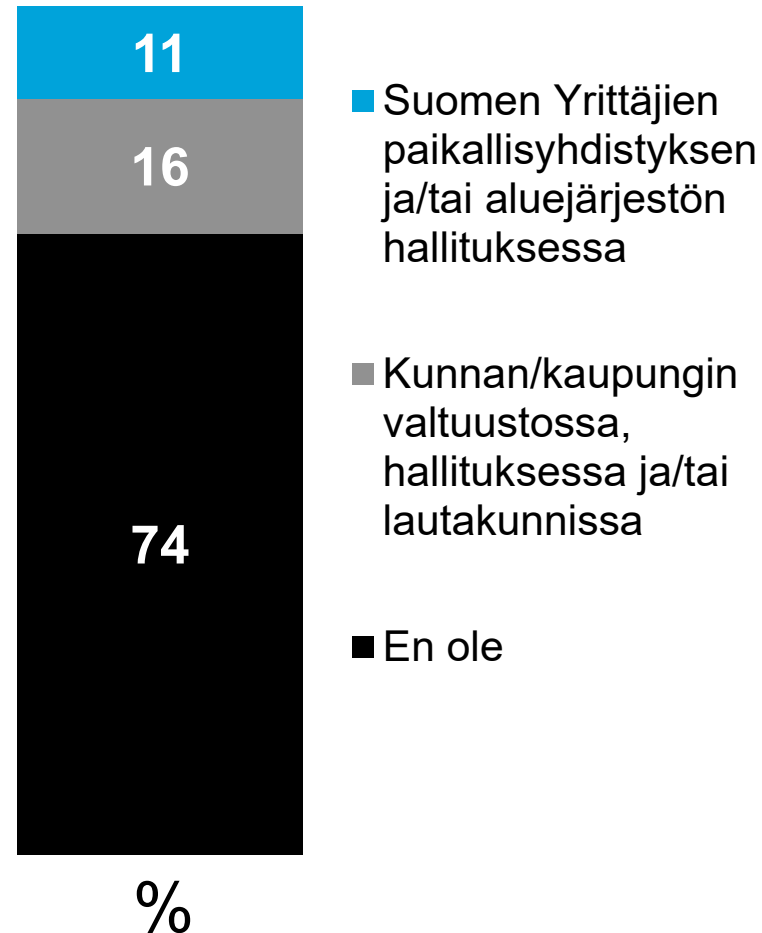 11
16
74
%
Suomen Yrittäjien
paikallisyhdistyksen
ja/tai aluejärjestön
hallituksessa
Kunnan/kaupungin
valtuustossa,
hallituksessa ja/tai
lautakunnissa
En ole